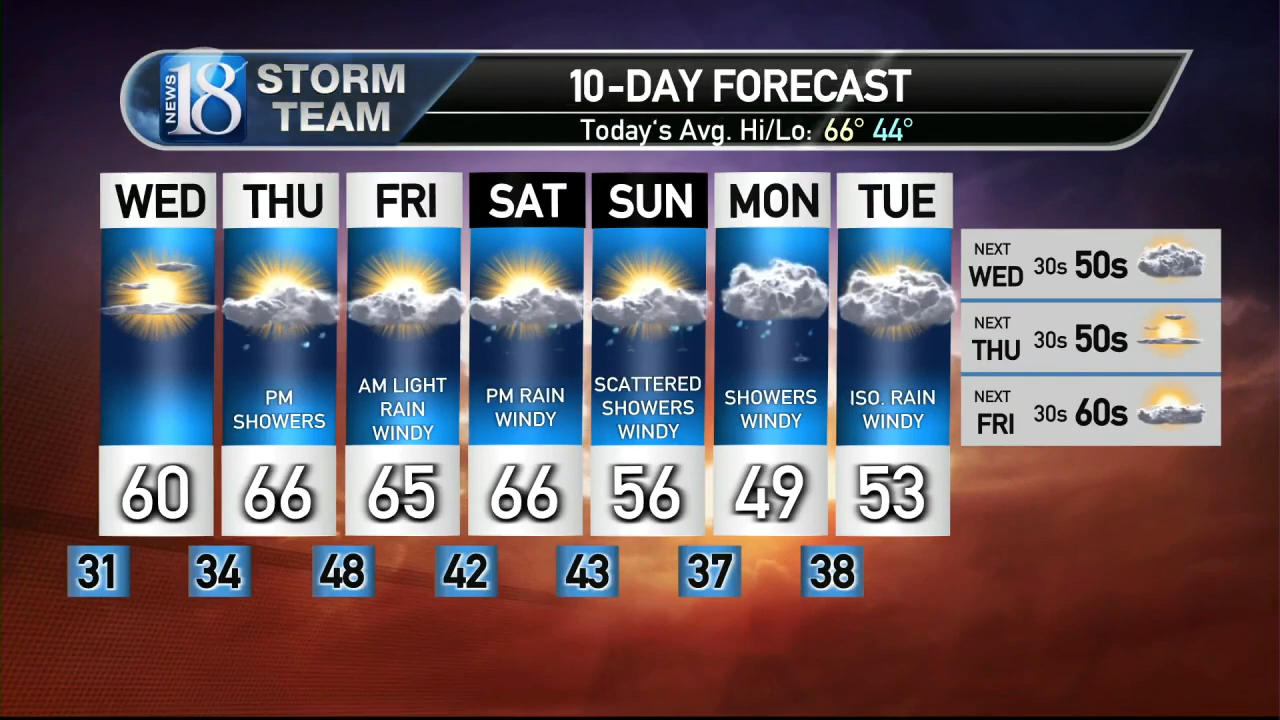 NEWS
18
STORM
TEAM
10-DAY FORECAST
Today's Avg. Hi/Lo: 66° 44°
WED THU FRI SAT SUN MON TUE
PM
SHOWERS
AM LIGHT
RAIN
WINDY
PM RAIN
WINDY
SCATTERED
SHOWERS
WINDY
SHOWERS
WINDY
ISO. RAIN
WINDY
60 66 65 66 56 49 53
31 34 48 42 43 37 38
NEXT
WED 30s 50s
NEXT
THU 30s 50s
NEXT
FRI 30s 60s